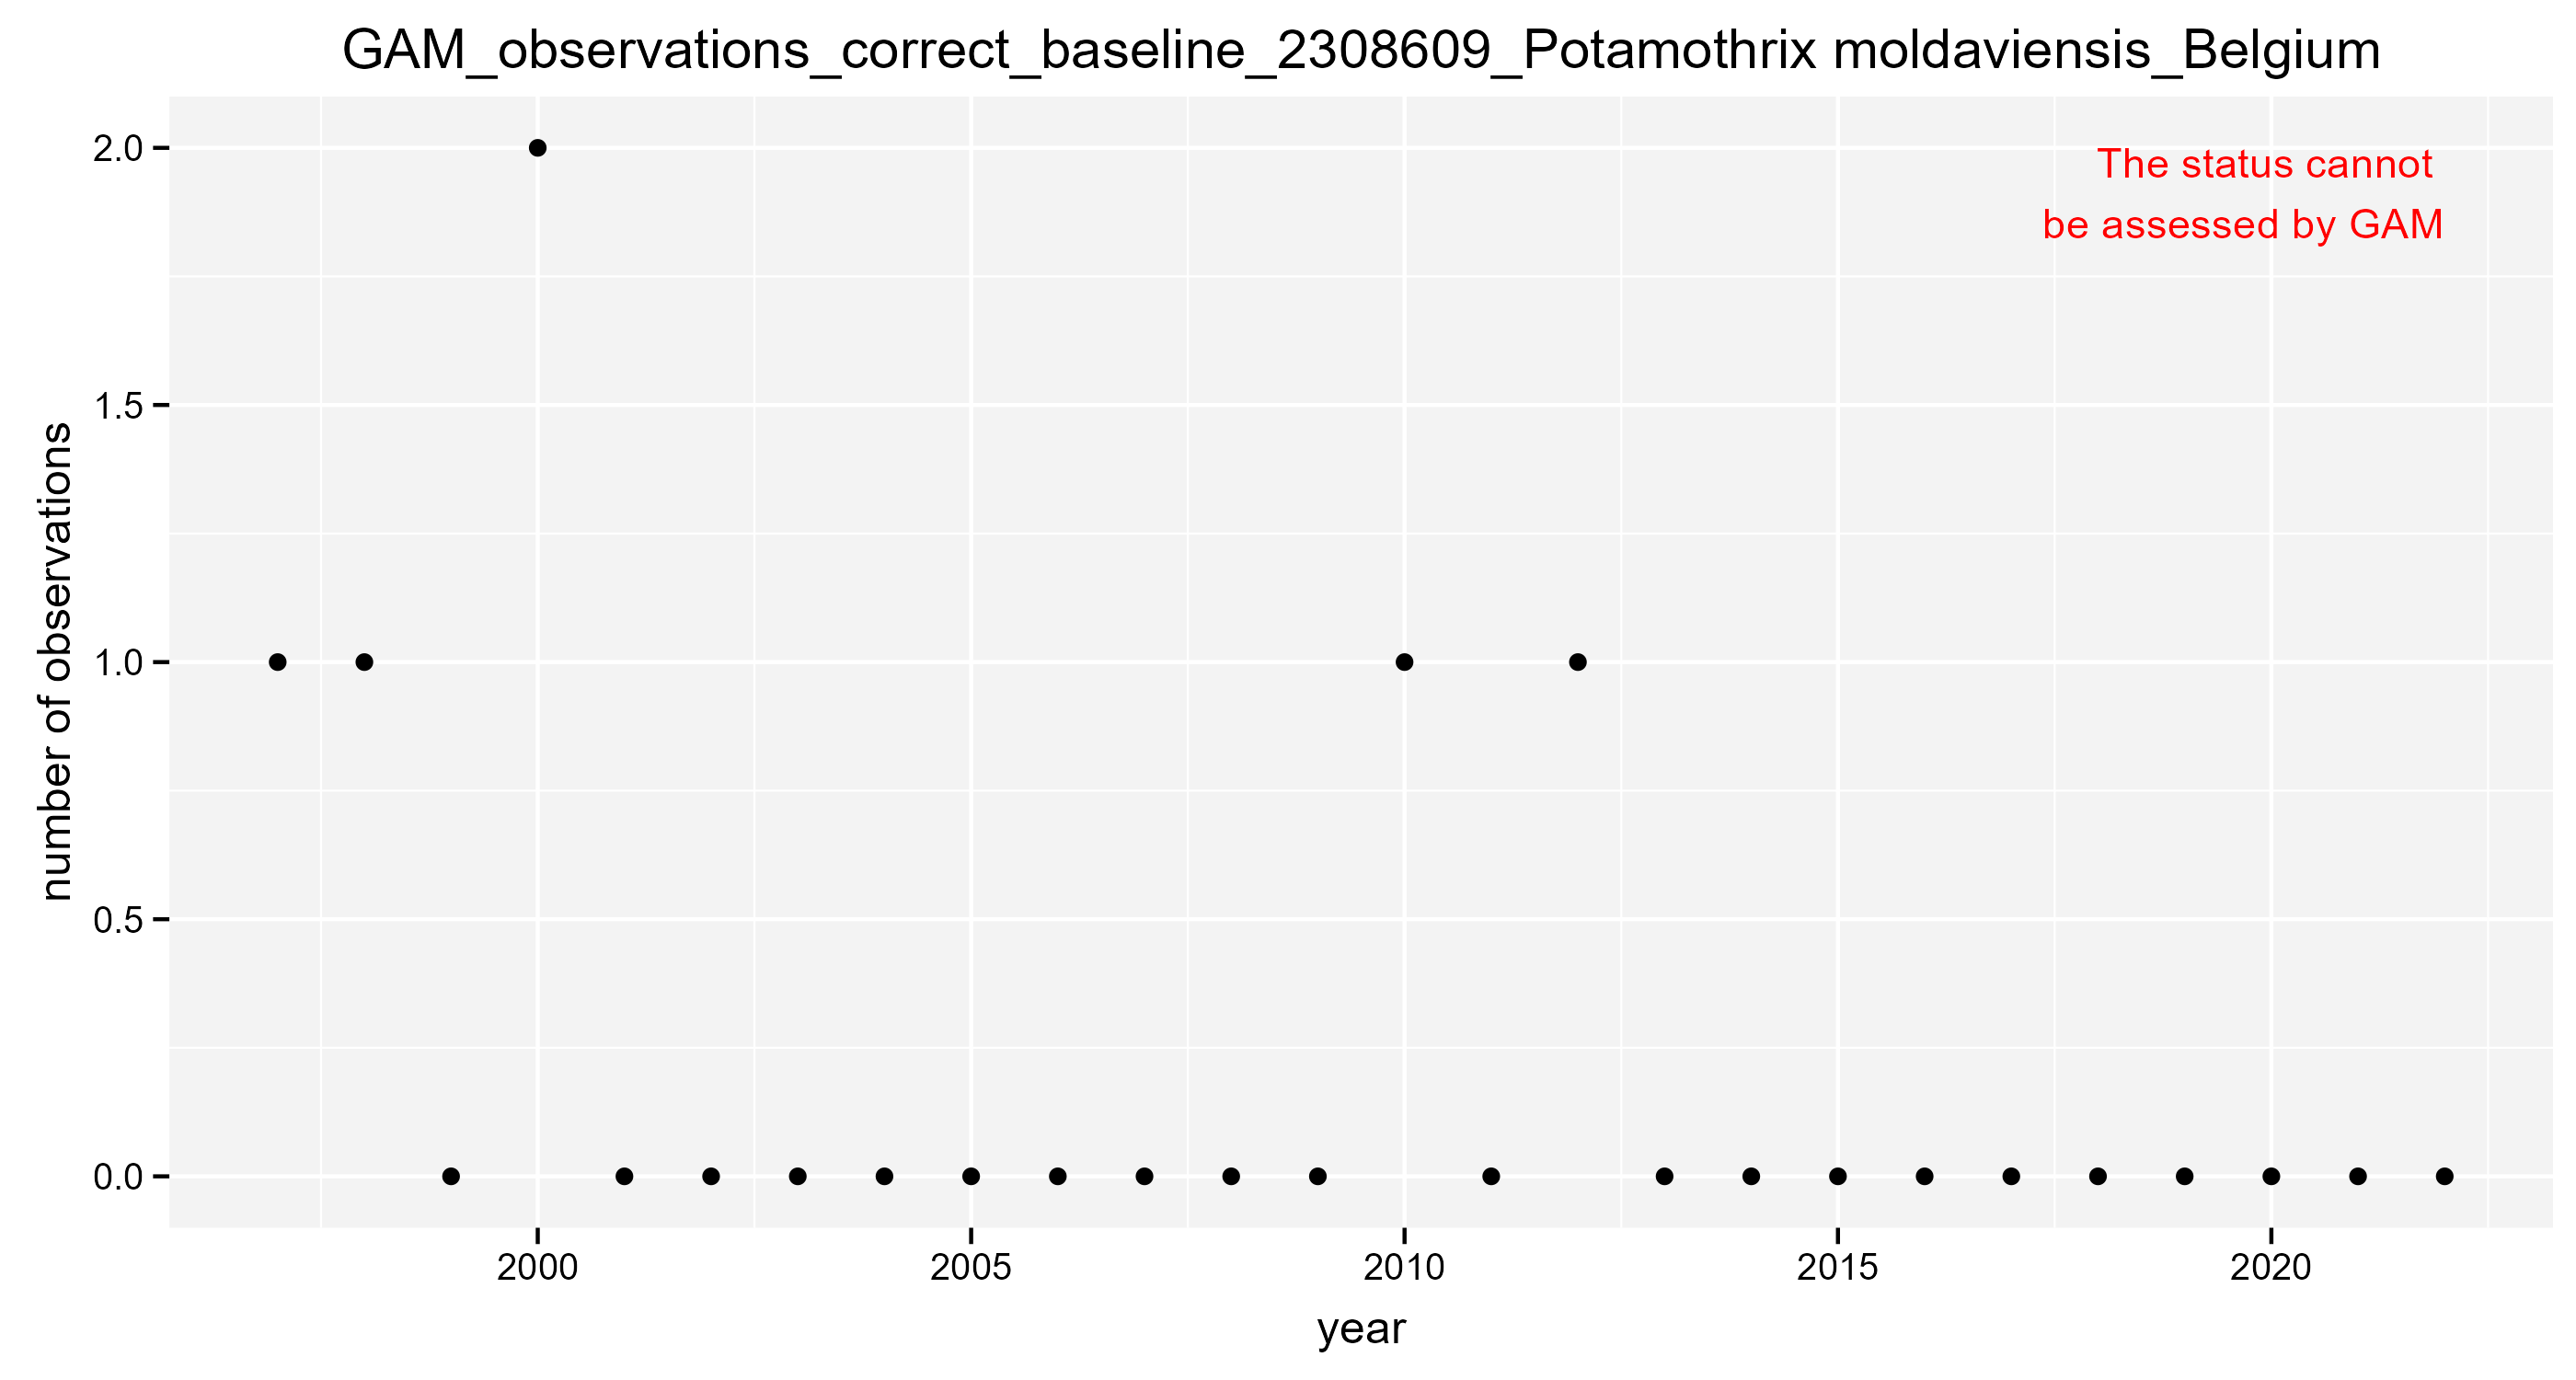 GAM_observations_correct_baseline_2308609_Potamothrix moldaviensis_Belgium
The status cannot
be assessed by GAM
number of observations
2.0
1.5
1.0
0.5
0.0
2000 2005 2010 2015 2020
year